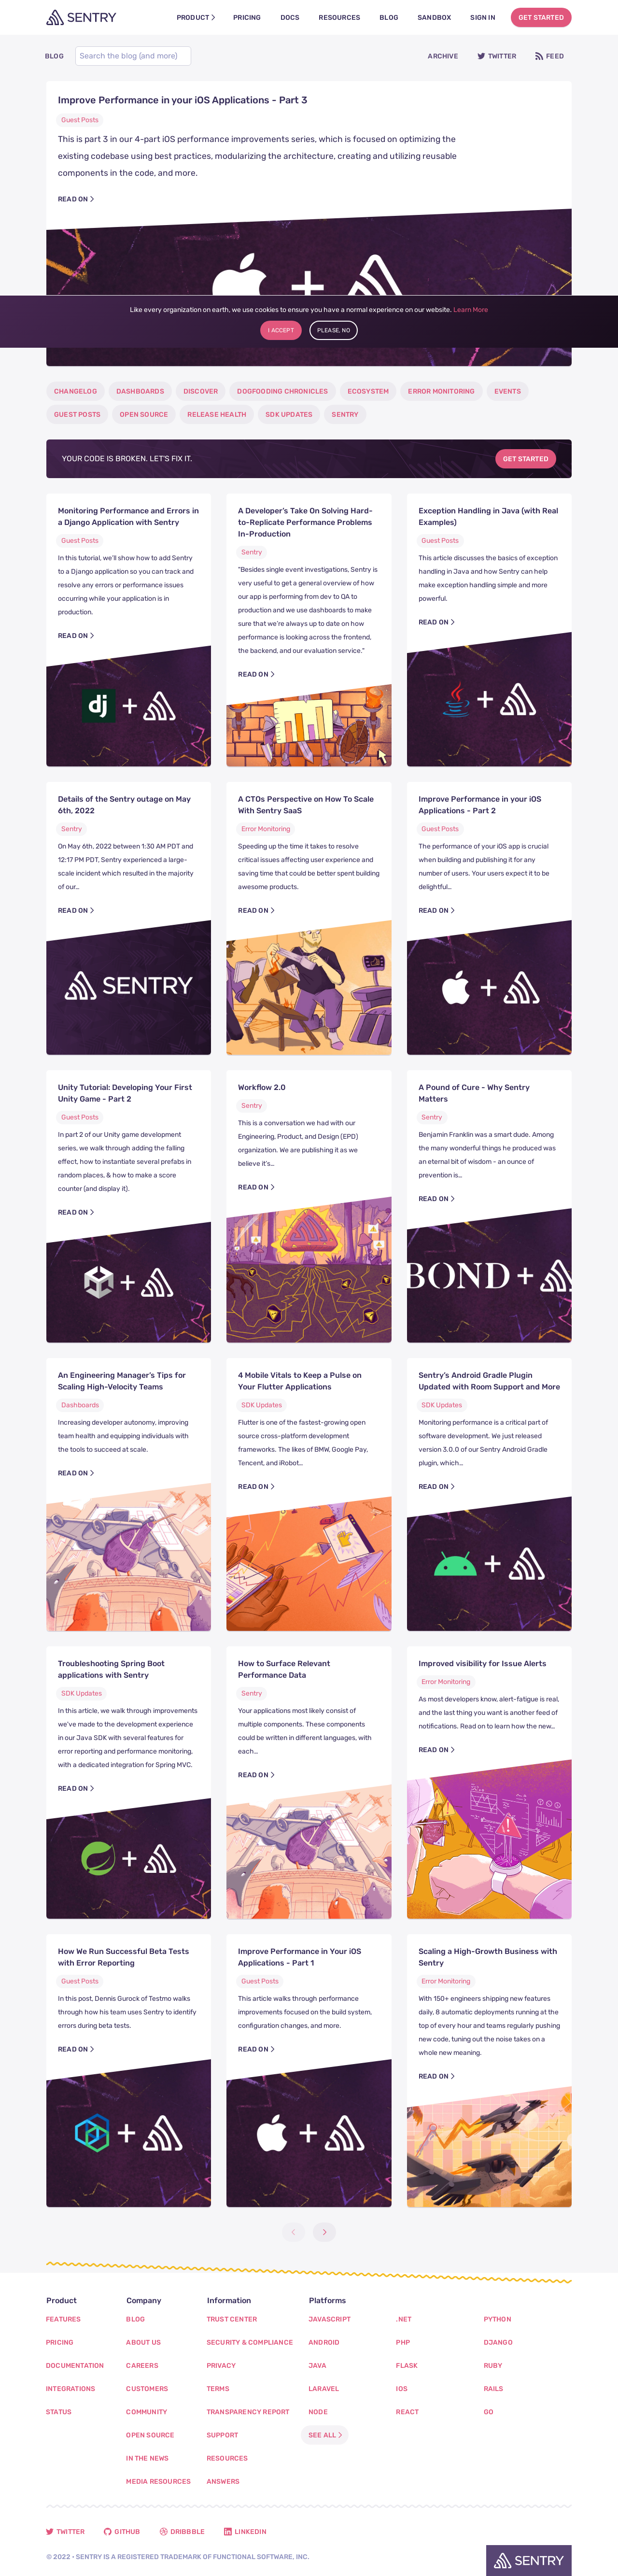 SENTRY
PRODUCT
PRICING
DOCS
RESOURCES
BLOG
SANDBOX
SIGN IN
GET STARTED
BLOG
Search the blog (and more)
ARCHIVE
TWITTER
FEED
Improve Performance in your iOS Applications - Part 3
Guest Posts
This is part 3 in our 4-part iOS performance improvements series, which is focused on optimizing the
existing codebase using best practices, modularizing the architecture, creating and utilizing reusable
components in the code, and more.
READ ON
Like every organization on earth, we use cookies to ensure you have a normal experience on our website. Learn More
I ACCEPT
PLEASE, NO
CHANGELOG
DASHBOARDS
DISCOVER
DOGFOODING CHRONICLES
ECOSYSTEM
ERROR MONITORING
EVENTS
GUEST POSTS
OPEN SOURCE
RELEASE HEALTH
SDK UPDATES
SENTRY
YOUR CODE IS BROKEN. LET'S FIX IT.
GET STARTED
Monitoring Performance and Errors in
a Django Application with Sentry
Guest Posts
In this tutorial, we'll show how to add Sentry
to a Django application so you can track and
resolve any errors or performance issues
occurring while your application is in
production.
READ ON
dj
A Developer's Take On Solving Hard-
to-Replicate Performance Problems
In-Production
Sentry
"Besides single event investigations, Sentry is
very useful to get a general overview of how
our app is performing from dev to QA to
production and we use dashboards to make
sure that we're always up to date on how
performance is looking across the frontend,
the backend, and our evaluation service."
READ ON
Exception Handling in Java (with Real
Examples)
Guest Posts
This article discusses the basics of exception
handling in Java and how Sentry can help
make exception handling simple and more
powerful.
READ ON
Details of the Sentry outage on May
6th, 2022
Sentry
On May 6th, 2022 between 1:30 AM PDT and
12:17 PM PDT, Sentry experienced a large-
scale incident which resulted in the majority
of our…
READ ON
SENTRY
A CTOs Perspective on How To Scale
With Sentry SaaS
Error Monitoring
Speeding up the time it takes to resolve
critical issues affecting user experience and
saving time that could be better spent building
awesome products.
READ ON
Improve Performance in your iOS
Applications - Part 2
Guest Posts
The performance of your iOS app is crucial
when building and publishing it for any
number of users. Your users expect it to be
delightful…
READ ON
Unity Tutorial: Developing Your First
Unity Game - Part 2
Guest Posts
In part 2 of our Unity game development
series, we walk through adding the falling
effect, how to instantiate several prefabs in
random places, & how to make a score
counter (and display it).
READ ON
Workflow 2.0
Sentry
This is a conversation we had with our
Engineering, Product, and Design (EPD)
organization. We are publishing it as we
believe it's…
READ ON
A Pound of Cure - Why Sentry
Matters
Sentry
Benjamin Franklin was a smart dude. Among
the many wonderful things he produced was
an eternal bit of wisdom - an ounce of
prevention is…
READ ON
BOND
An Engineering Manager's Tips for
Scaling High-Velocity Teams
Dashboards
Increasing developer autonomy, improving
team health and equipping individuals with
the tools to succeed at scale.
READ ON
4 Mobile Vitals to Keep a Pulse on
Your Flutter Applications
SDK Updates
Flutter is one of the fastest-growing open
source cross-platform development
frameworks. The likes of BMW, Google Pay,
Tencent, and iRobot…
READ ON
Sentry's Android Gradle Plugin
Updated with Room Support and More
SDK Updates
Monitoring performance is a critical part of
software development. We just released
version 3.0.0 of our Sentry Android Gradle
plugin, which…
READ ON
Troubleshooting Spring Boot
applications with Sentry
SDK Updates
In this article, we walk through improvements
we've made to the development experience
in our Java SDK with several features for
error reporting and performance monitoring,
with a dedicated integration for Spring MVC.
READ ON
How to Surface Relevant
Performance Data
Sentry
Your applications most likely consist of
multiple components. These components
could be written in different languages, with
each…
READ ON
Improved visibility for Issue Alerts
Error Monitoring
As most developers know, alert-fatigue is real,
and the last thing you want is another feed of
notifications. Read on to learn how the new…
READ ON
How We Run Successful Beta Tests
with Error Reporting
Guest Posts
In this post, Dennis Gurock of Testmo walks
through how his team uses Sentry to identify
errors during beta tests.
READ ON
Improve Performance in Your iOS
Applications - Part 1
Guest Posts
This article walks through performance
improvements focused on the build system,
configuration changes, and more.
READ ON
Scaling a High-Growth Business with
Sentry
Error Monitoring
With 150+ engineers shipping new features
daily, 8 automatic deployments running at the
top of every hour and teams regularly pushing
new code, tuning out the noise takes on a
whole new meaning.
READ ON
Product
FEATURES
PRICING
DOCUMENTATION
INTEGRATIONS
STATUS
Company
BLOG
ABOUT US
CAREERS
CUSTOMERS
COMMUNITY
OPEN SOURCE
IN THE NEWS
MEDIA RESOURCES
Information
TRUST CENTER
SECURITY & COMPLIANCE
PRIVACY
TERMS
TRANSPARENCY REPORT
SUPPORT
RESOURCES
ANSWERS
Platforms
JAVASCRIPT
ANDROID
JAVA
LARAVEL
NODE
SEE ALL
.NET
PHP
FLASK
IOS
REACT
PYTHON
DJANGO
RUBY
RAILS
GO
TWITTER
GITHUB
DRIBBBLE
LINKEDIN
© 2022 • SENTRY IS A REGISTERED TRADEMARK OF FUNCTIONAL SOFTWARE, INC.
SENTRY